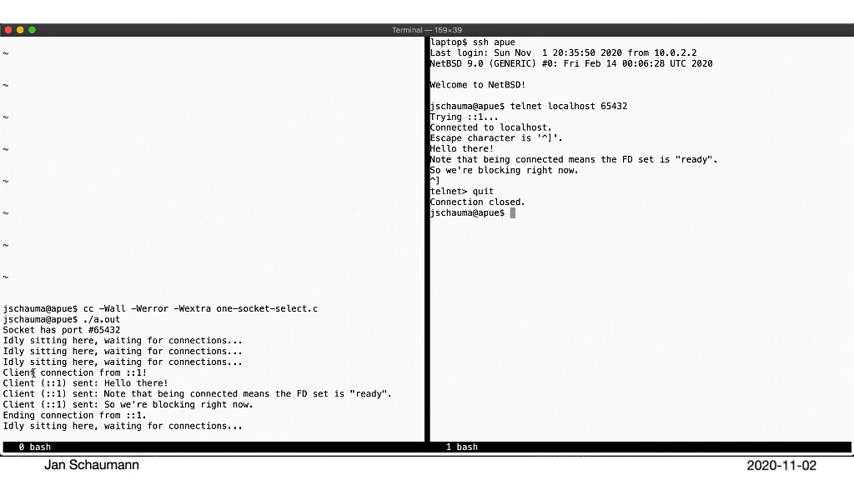 Terminal — 159×39
~
~
~
~
~
~
~
~
jschauma@apue$ cc -Wall -Werror -Wextra one-socket-select.c
jschauma@apue$ ./a.out
Socket has port #65432
Idly sitting here, waiting for connections...
Idly sitting here, waiting for connections...
Idly sitting here, waiting for connections...
Client connection from ::1!
Client (::1) sent: Hello there!
Client (::1) sent: Note that being connected means the FD set is "ready".
Client (::1) sent: So we're blocking right now.
Ending connection from ::1.
Idly sitting here, waiting for connections...
0 bash
laptop$ ssh apue
Last login: Sun Nov  1 20:35:50 2020 from 10.0.2.2
NetBSD 9.0 (GENERIC) #0: Fri Feb 14 00:06:28 UTC 2020
Welcome to NetBSD!
jschauma@apue$ telnet localhost 65432
Trying ::1...
Connected to localhost.
Escape character is '^]'.
Hello there!
Note that being connected means the FD set is "ready".
So we're blocking right now.
^]
telnet> quit
Connection closed.
jschauma@apue$
1 bash
Jan Schaumann
2020-11-02